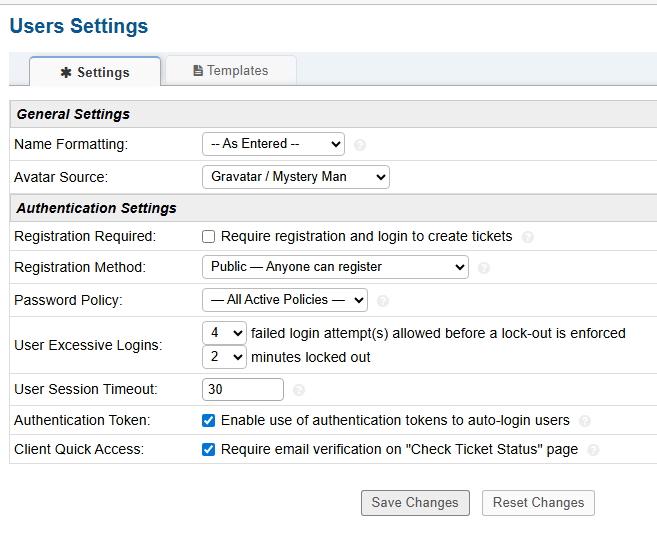 Users Settings
Settings
Templates
General Settings
Name Formatting: -- As Entered --
Avatar Source: Gravatar / Mystery Man
Authentication Settings
Registration Required: Require registration and login to create tickets
Registration Method: Public — Anyone can register
Password Policy: — All Active Policies —
User Excessive Logins: 4 failed login attempt(s) allowed before a lock-out is enforced
2 minutes locked out
User Session Timeout: 30
Authentication Token: Enable use of authentication tokens to auto-login users
Client Quick Access: Require email verification on "Check Ticket Status" page
Save Changes Reset Changes